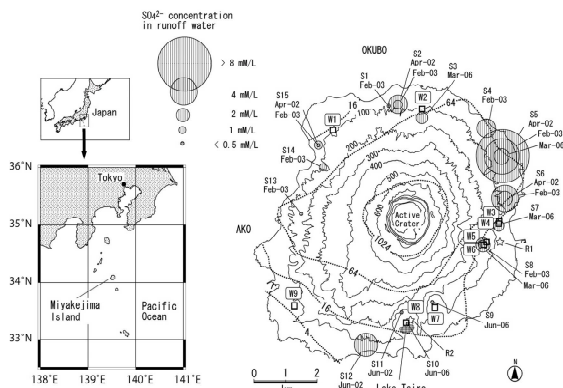 SO₄²⁻ concentration
in runoff water
> 8 mM/L
4 mM/L
2 mM/L
1 mM/L
< 0.5 mM/L
Japan
36°N
35°N
34°N
33°N
138°E
139°E
140°E
141°E
Tokyo
Miyakejima
Island
Pacific
Ocean
OKUBO
AKO
S1
Feb-03
S2
Apr-02
Feb-03
S3
Mar-06
S4
Feb-03
S5
Apr-02
Feb-03
Mar-06
S6
Apr-02
Feb-03
S7
Mar-06
R1
S8
Feb-03
Mar-06
S9
Jun-06
R2
S10
Jun-06
S11
Jun-02
S12
Jun-02
S13
Feb-03
S14
Feb-03
S15
Apr-02
Feb 03
W1
W2
W3
W4
W5
W6
W7
W8
W9
16
64
100
200
300
400
500
600
1024
64
16
Active
Crater
Lake Tairo
0 1 2
km
N